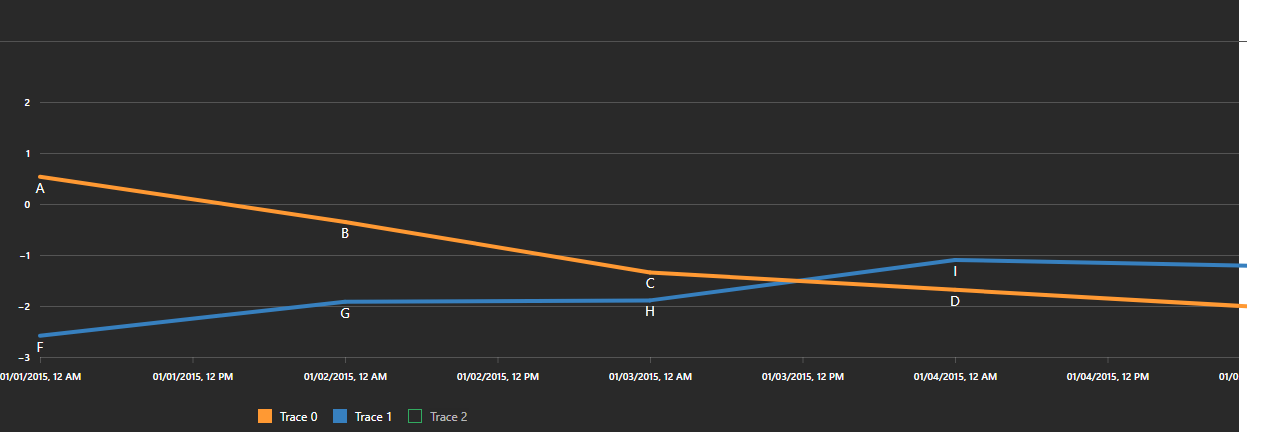 2
1
A
0
B
−1
C
I
−2
D
G
H
F
−3
01/01/2015, 12 AM 01/01/2015, 12 PM 01/02/2015, 12 AM 01/02/2015, 12 PM 01/03/2015, 12 AM 01/03/2015, 12 PM 01/04/2015, 12 AM 01/04/2015, 12 PM
Trace 0 Trace 1 Trace 2